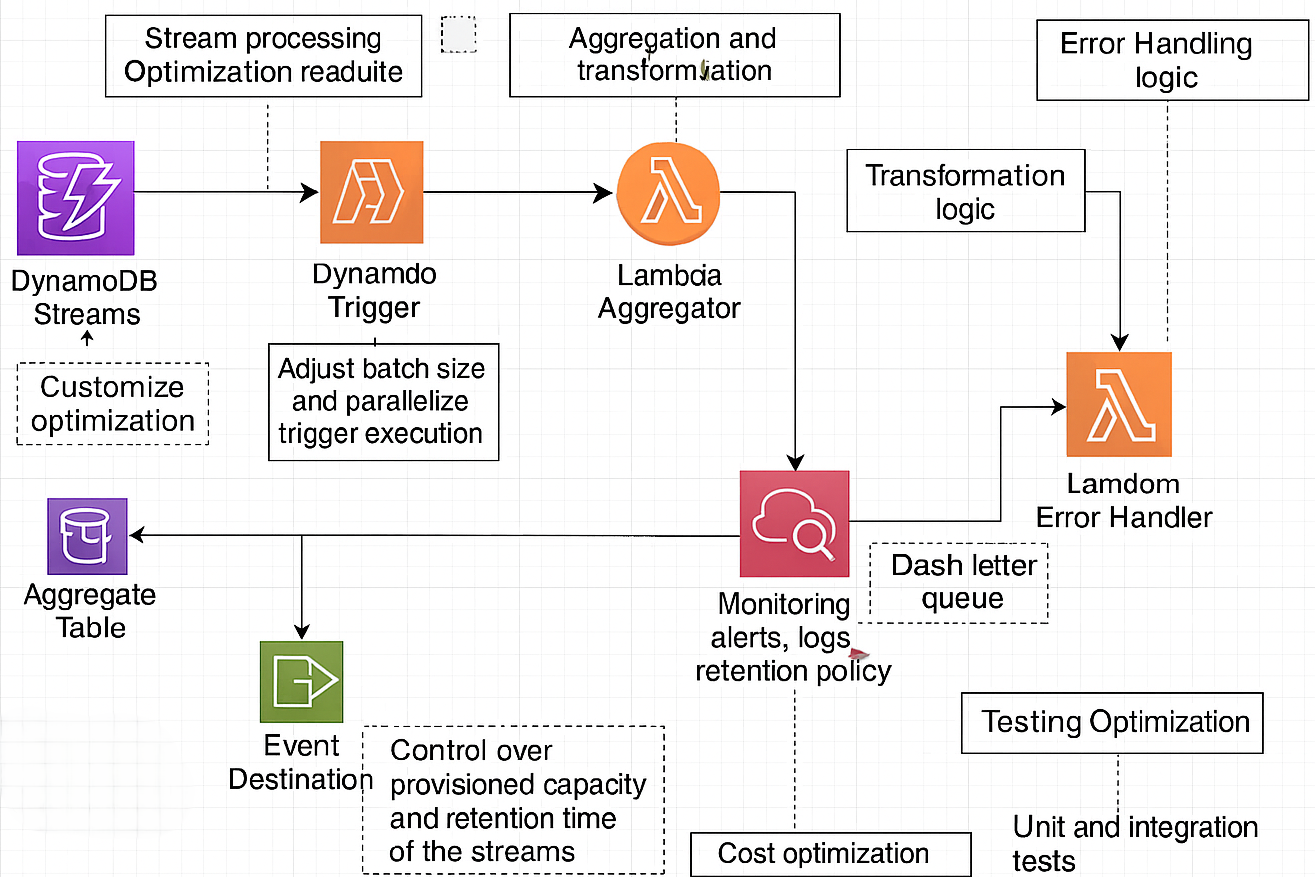 Stream processing
Optimization readuite
Aggregation and
transformation
Error Handling
logic
Transformation
logic
DynamoDB
Streams
Dynamdo
Trigger
Lambda
Aggregator
Customize
optimization
Adjust batch size
and parallelize
trigger execution
Lamdom
Error Handler
Aggregate
Table
Dash letter
queue
Monitoring
alerts, logs
retention policy
Event
Destination
Control over
provisioned capacity
and retention time
of the streams
Testing Optimization
Cost optimization
Unit and integration
tests